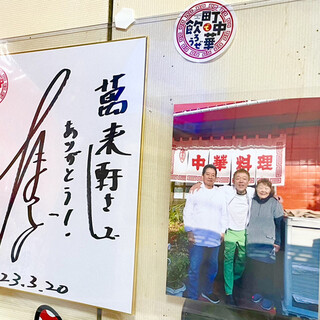 町中
華で
飲ろうぜ
萬来軒さん
ありがとう!!
23.3.20
中華料理